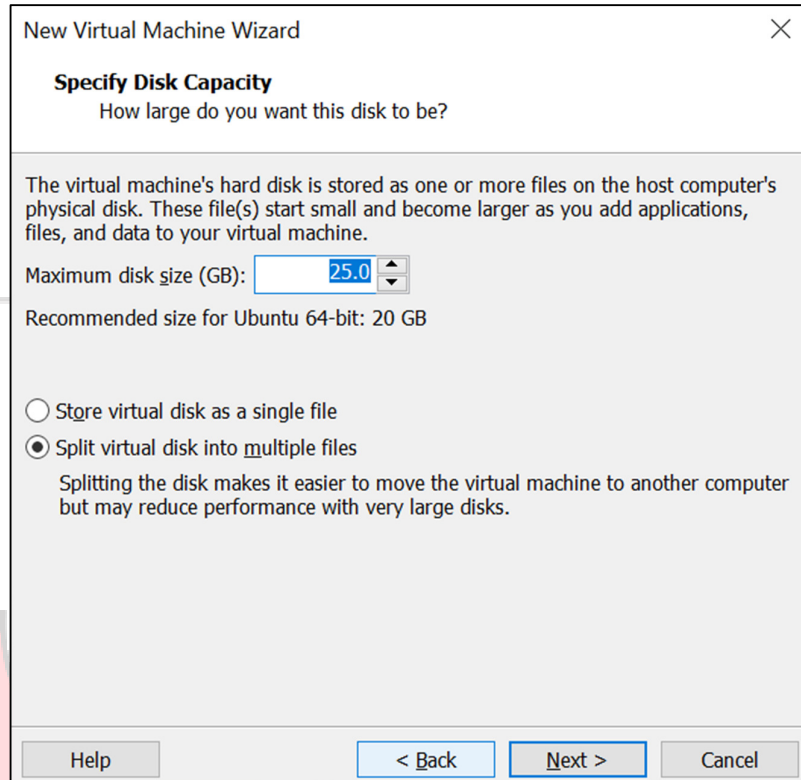 New Virtual Machine Wizard
Specify Disk Capacity
How large do you want this disk to be?
The virtual machine's hard disk is stored as one or more files on the host computer's
physical disk. These file(s) start small and become larger as you add applications,
files, and data to your virtual machine.
Maximum disk size (GB): 25.0
Recommended size for Ubuntu 64-bit: 20 GB
Store virtual disk as a single file
Split virtual disk into multiple files
Splitting the disk makes it easier to move the virtual machine to another computer
but may reduce performance with very large disks.
Help < Back Next > Cancel